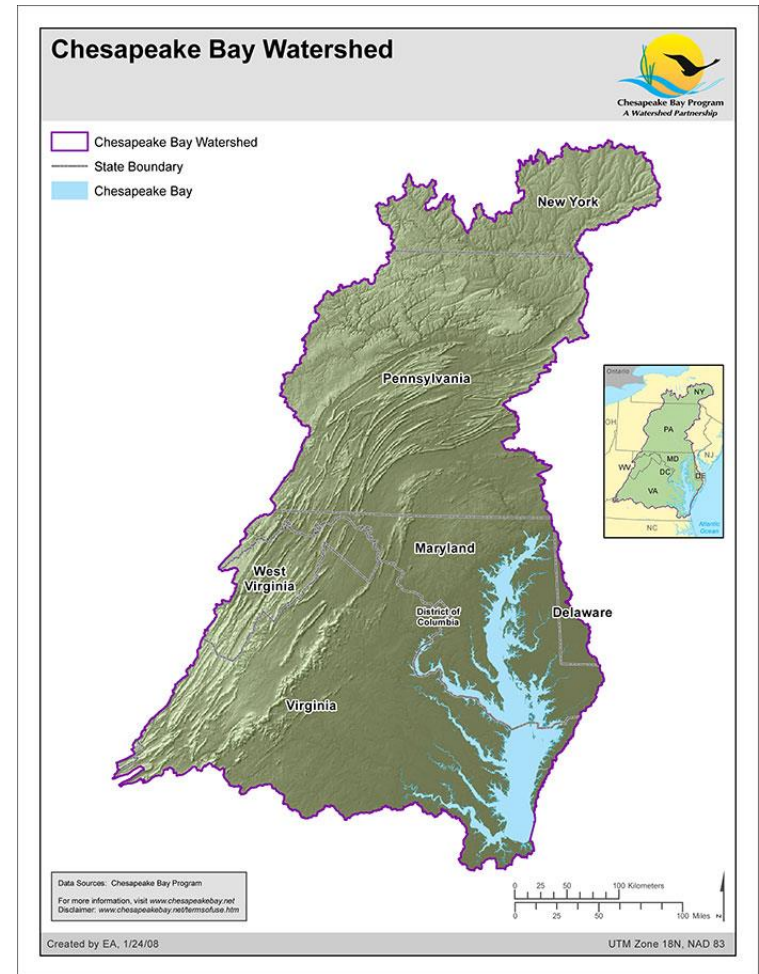 Chesapeake Bay Watershed
Chesapeake Bay Program
A Watershed Partnership
Chesapeake Bay Watershed
State Boundary
Chesapeake Bay
New York
Pennsylvania
Maryland
West
Virginia
District of
Columbia
Delaware
Virginia
Ontario
NY
PA
OH
NJ
MD
WV
DC
DE
VA
NC
Atlantic
Ocean
Data Sources: Chesapeake Bay Program
For more information, visit www.chesapeakebay.net
Disclaimer: www.chesapeakebay.net/termsofuse.htm
0 25 50 100 Kilometers
0 25 50 100 Miles
N
Created by EA, 1/24/08
UTM Zone 18N, NAD 83